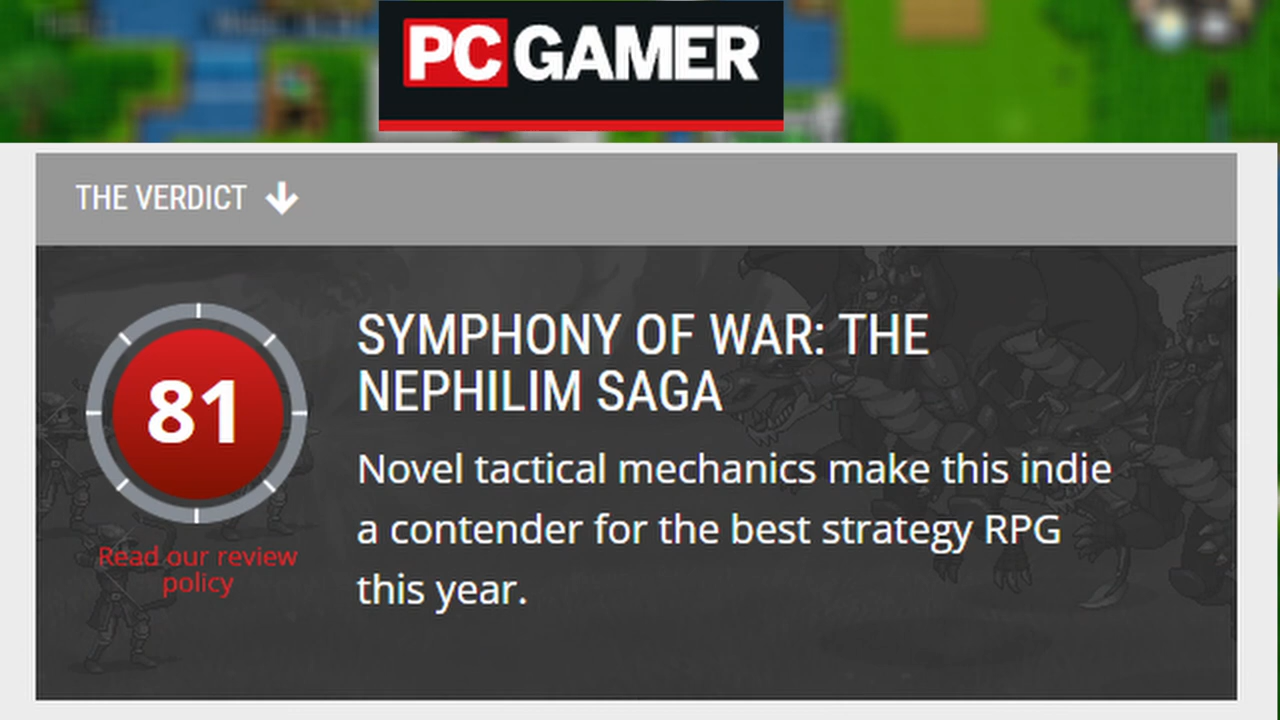 PC GAMER
THE VERDICT
81
Read our review
policy
SYMPHONY OF WAR: THE
NEPHILIM SAGA
Novel tactical mechanics make this indie
a contender for the best strategy RPG
this year.